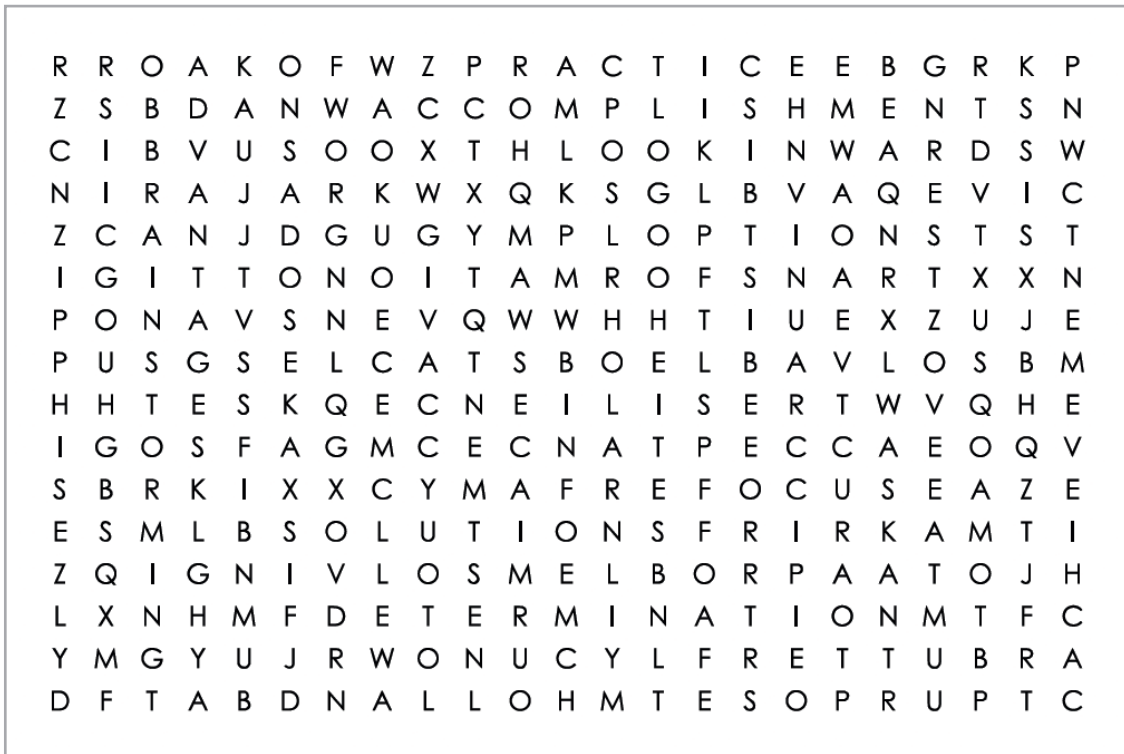 R R O A K O F W Z P R A C T I C E E B G R K P
Z S B D A N W A C C O M P L I S H M E N T S N
C I B V U S O O X T H L O O K I N W A R D S W
N I R A J A R K W X Q K S G L B V A Q E V I C
Z C A N J D G U G Y M P L O P T I O N S T S T
I G I T T O N O I T A M R O F S N A R T X X N
P O N A V S N E V Q W W H H T I U E X Z U J E
P U S G S E L C A T S B O E L B A V L O S B M
H H T E S K Q E C N E I L I S E R T W V Q H E
I G O S F A G M C E C N A T P E C C A E O Q V
S B R K I X X C Y M A F R E F O C U S E A Z E
E S M L B S O L U T I O N S F R I R K A M T I
Z Q I G N I V L O S M E L B O R P A A T O J H
L X N H M F D E T E R M I N A T I O N M T F C
Y M G Y U J R W O N U C Y L F R E T T U B R A
D F T A B D N A L L O H M T E S O P R U P T C